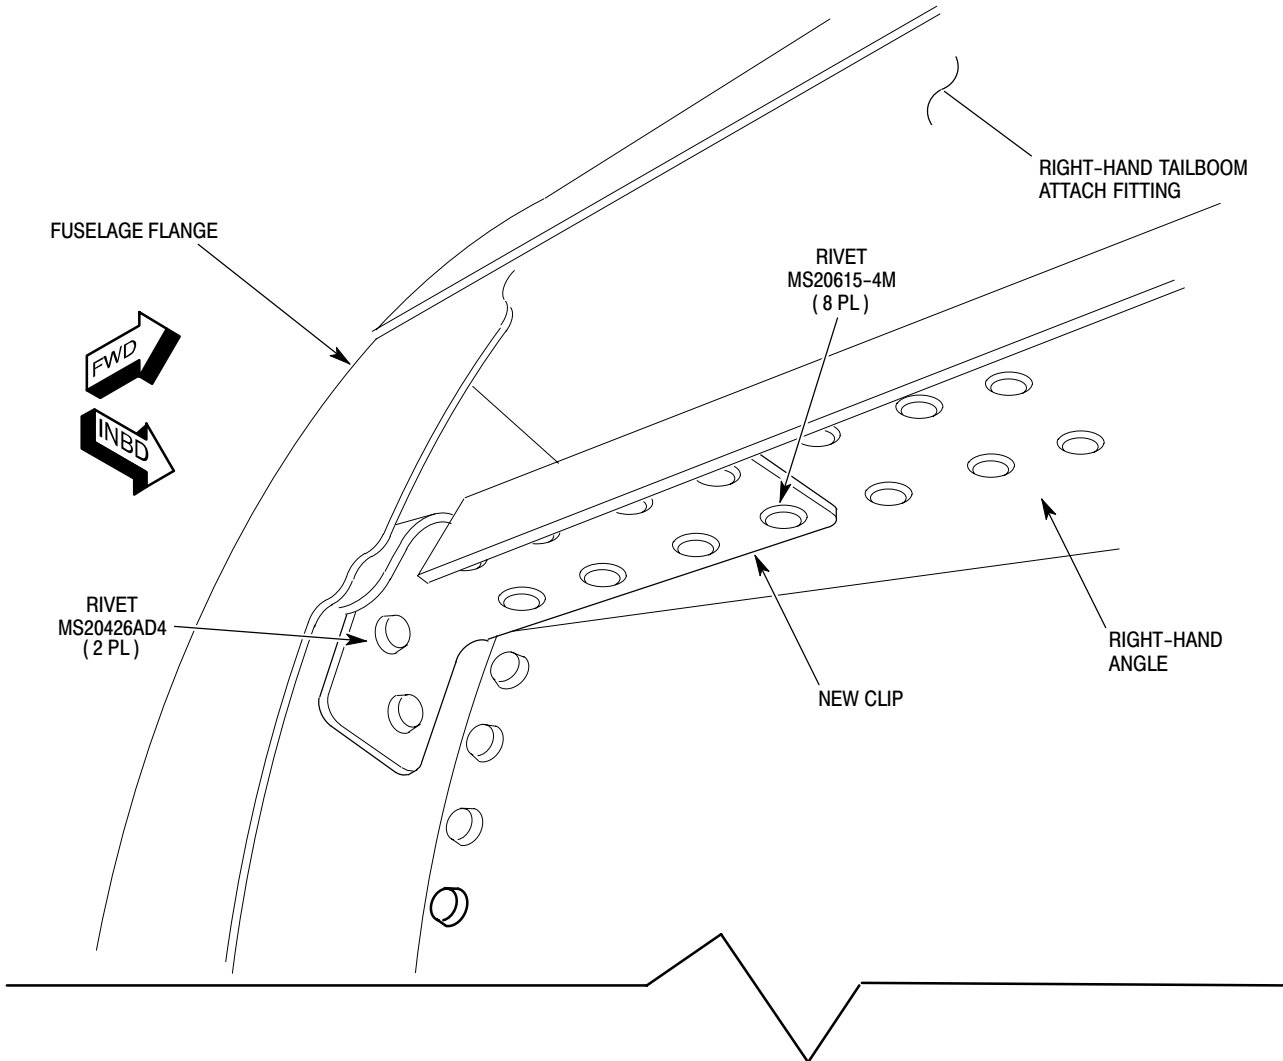 RIGHT-HAND TAILBOOM
ATTACH FITTING
FUSELAGE FLANGE
RIVET
MS20615-4M
( 8 PL )
FWD
INBD
RIVET
MS20426AD4
( 2 PL )
RIGHT-HAND
ANGLE
NEW CLIP